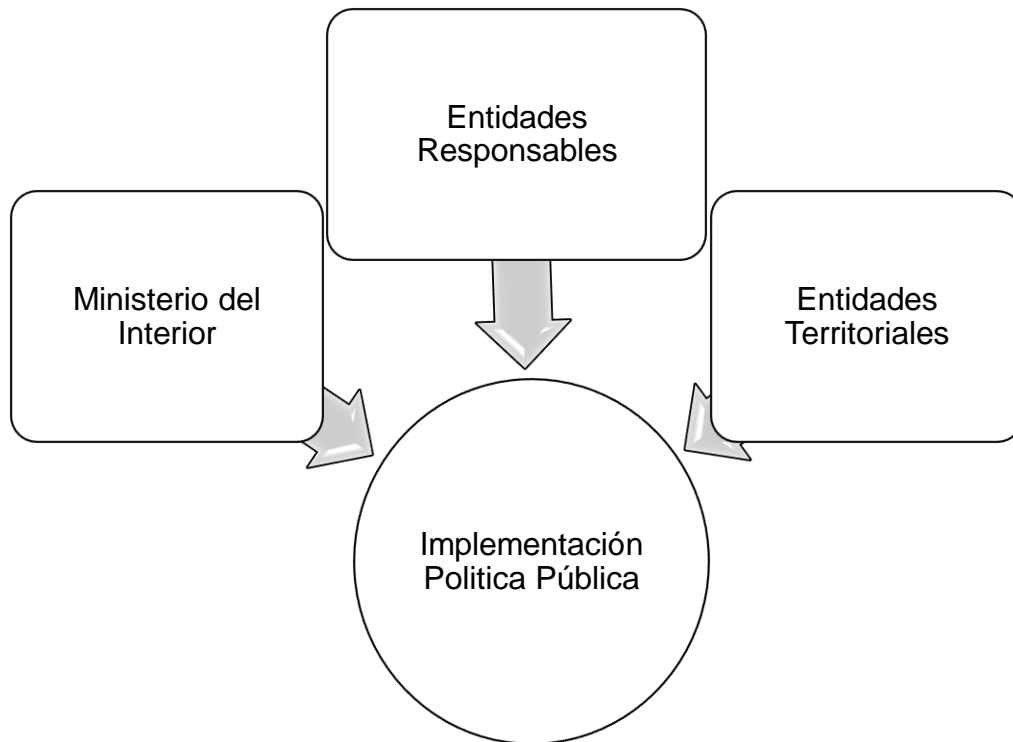 Entidades
Responsables
Ministerio del
Interior
Entidades
Territoriales
Implementación
Politica Pública